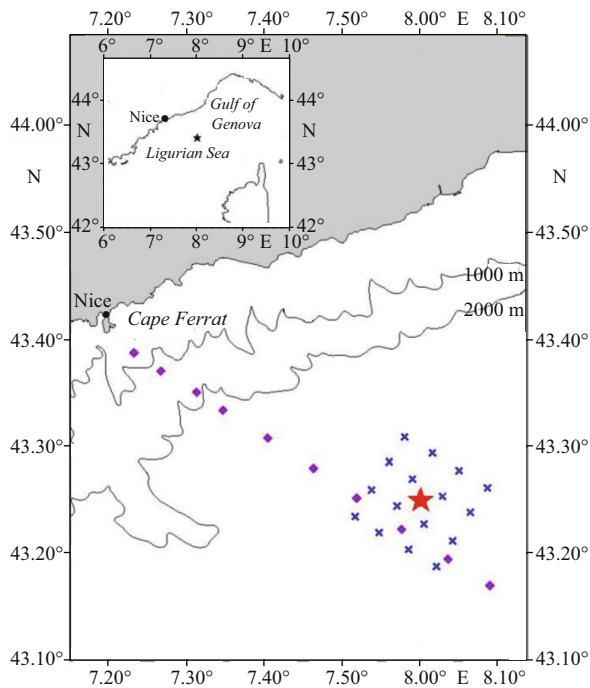 7.20° 7.30° 7.40° 7.50° 8.00° E 8.10°
6° 7° 8° 9° E 10°
44° 44°
Gulf of
Genova
Nice
44.00° N N 44.00°
Ligurian Sea
43° 43°
N N
42° 42°
6° 7° 8° 9° E 10°
43.50° 43.50°
1000 m
Nice
2000 m
Cape Ferrat
43.40° 43.40°
43.30° 43.30°
43.20° 43.20°
43.10° 43.10°
7.20° 7.30° 7.40° 7.50° 8.00° E 8.10°